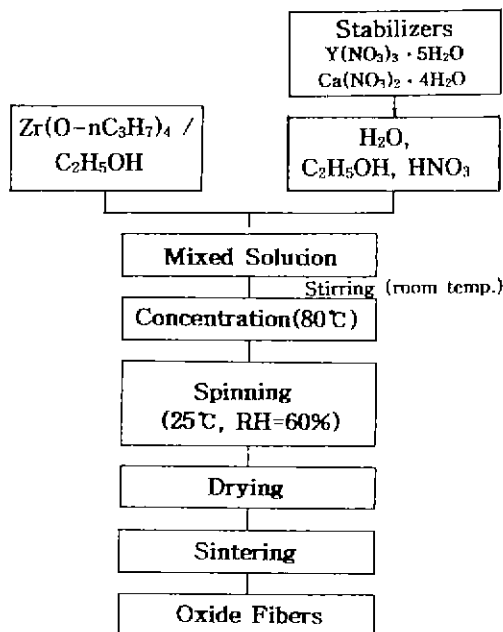 Stabilizers
Y(NO₃)₃ · 5H₂O
Ca(NO₃)₂ · 4H₂O
Zr(O-nC₃H₇)₄ /
C₂H₅OH
H₂O,
C₂H₅OH, HNO₃
Mixed Solution
Stirring (room temp.)
Concentration(80℃)
Spinning
(25℃, RH=60%)
Drying
Sintering
Oxide Fibers